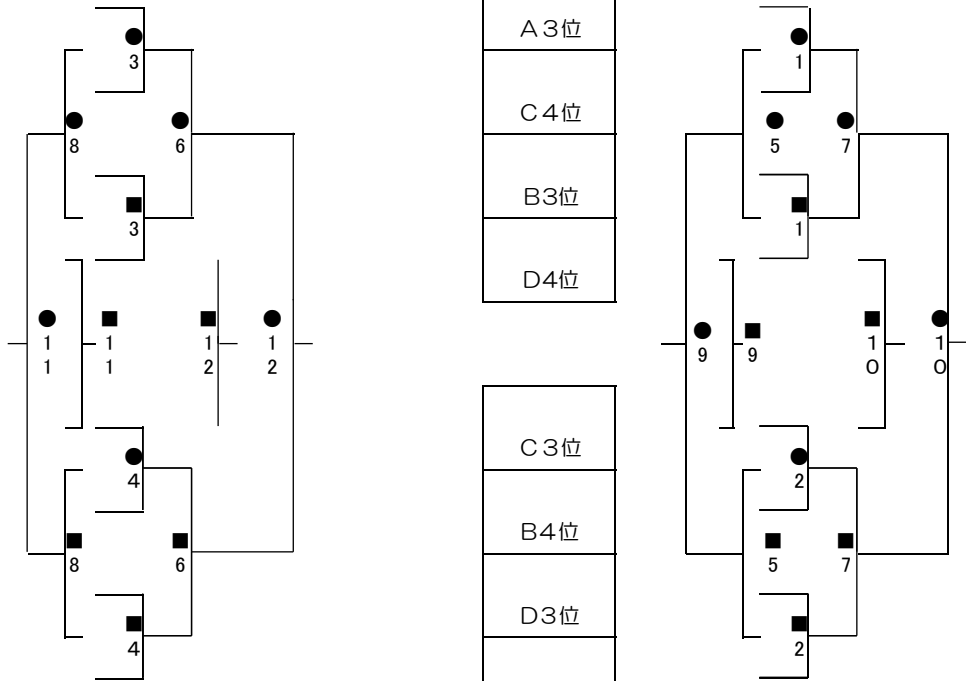 A3位
● ●
3 1
C4位
● ● ● ●
8 6 5 7
B3位
■ ■
3 1
D4位
● ■ ■ ● ● ■ ■ ●
1 1 1 1 9 9 1 1
1 1 2 2 0 0
C3位
● ●
4 2
B4位
■ ■ ■ ■
8 6 5 7
D3位
■ ■
4 2